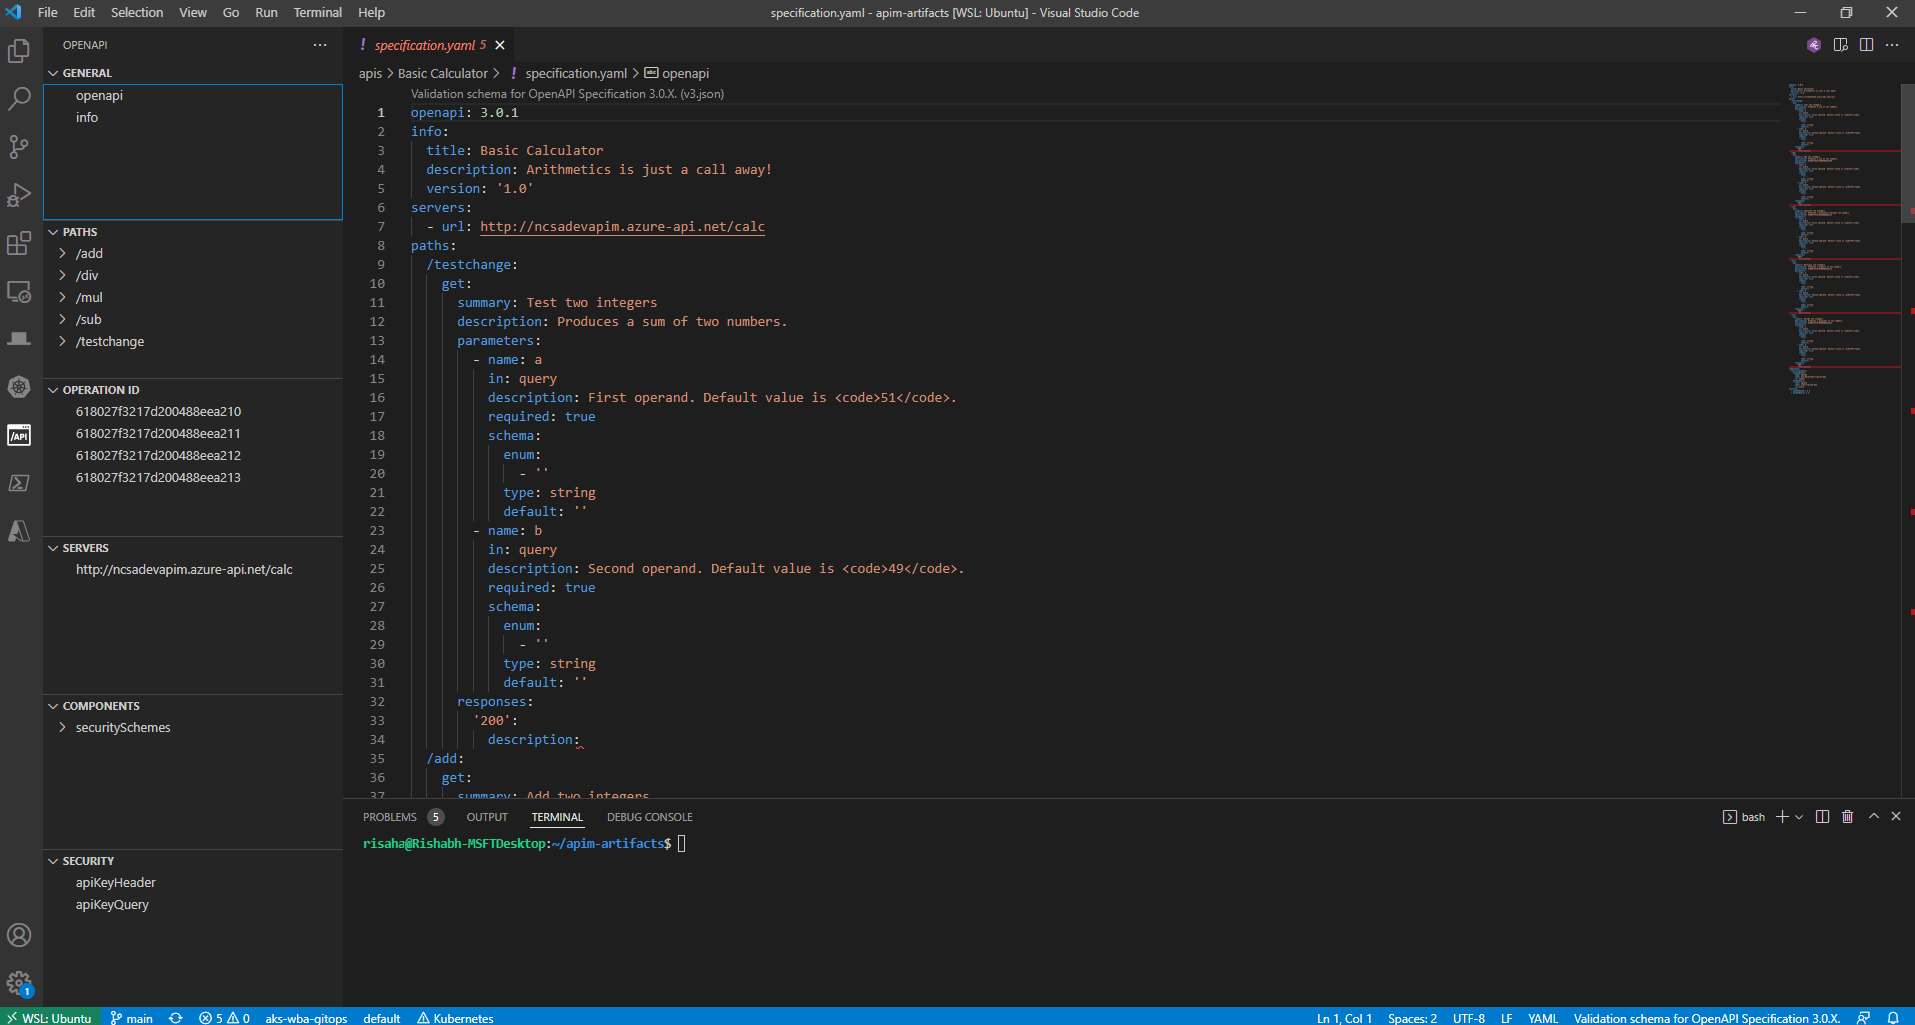 File Edit Selection View Go Run Terminal Help
specification.yaml - apim-artifacts [WSL: Ubuntu] - Visual Studio Code
OPENAPI
GENERAL
openapi
info
PATHS
/add
/div
/mul
/sub
/testchange
OPERATION ID
618027f3217d200488eea210
618027f3217d200488eea211
618027f3217d200488eea212
618027f3217d200488eea213
SERVERS
http://ncsadevapim.azure-api.net/calc
COMPONENTS
securitySchemes
SECURITY
apiKeyHeader
apiKeyQuery
/API
1
! specification.yaml 5
apis > Basic Calculator > ! specification.yaml > abc openapi
Validation schema for OpenAPI Specification 3.0.X. (v3.json)
1 openapi: 3.0.1
2 info:
3 title: Basic Calculator
4 description: Arithmetics is just a call away!
5 version: '1.0'
6 servers:
7 - url: http://ncsadevapim.azure-api.net/calc
8 paths:
9 /testchange:
10 get:
11 summary: Test two integers
12 description: Produces a sum of two numbers.
13 parameters:
14 - name: a
15 in: query
16 description: First operand. Default value is <code>51</code>.
17 required: true
18 schema:
19 enum:
20 - ''
21 type: string
22 default: ''
23 - name: b
24 in: query
25 description: Second operand. Default value is <code>49</code>.
26 required: true
27 schema:
28 enum:
29 - ''
30 type: string
31 default: ''
32 responses:
33 '200':
34 description:
35 /add:
36 get:
37 summary: Add two integers
PROBLEMS 5 OUTPUT TERMINAL DEBUG CONSOLE
bash
risaha@Rishabh-MSFTDesktop:~/apim-artifacts$
WSL: Ubuntu main 5 0 aks-wba-gitops default Kubernetes
Ln 1, Col 1 Spaces: 2 UTF-8 LF YAML Validation schema for OpenAPI Specification 3.0.X.